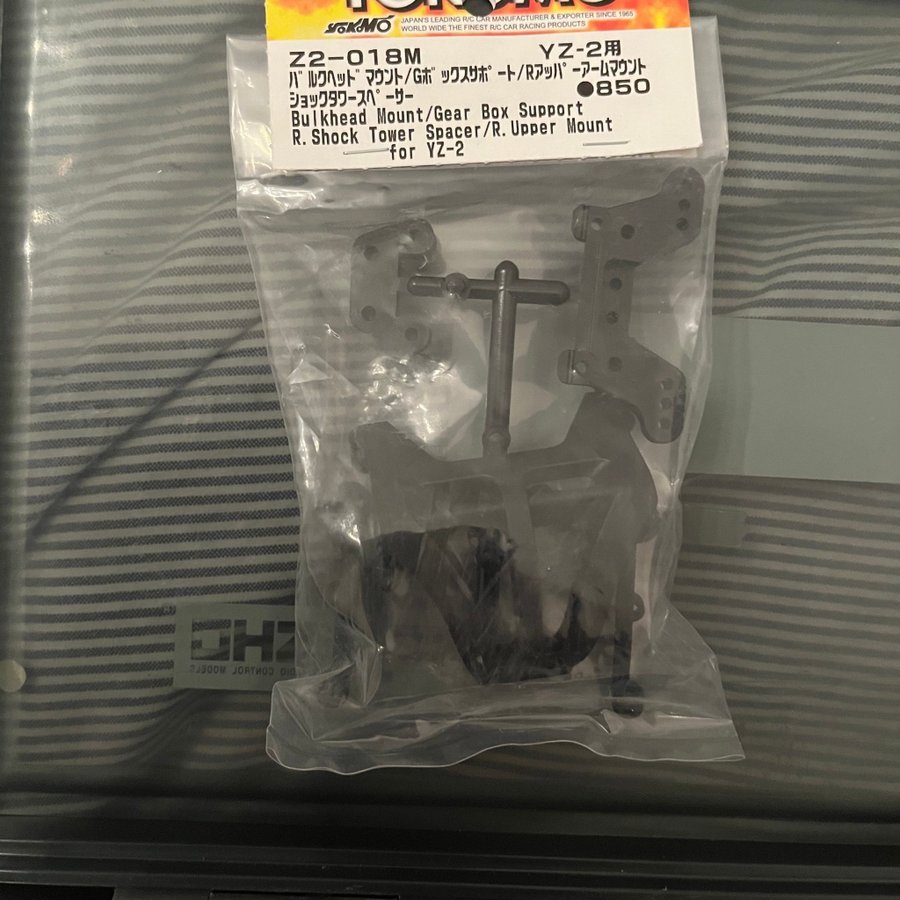 YOKOMO
YOKOMO JAPAN'S LEADING R/C CAR MANUFACTURER & EXPORTER SINCE 1965
WORLD WIDE THE FINEST R/C CAR RACING PRODUCTS
Z2-018M YZ-2用
バルクヘッドマウント/Gボックスサポート/Rアッパーアームマウント
ショックタワースペーサー ●850
Bulkhead Mount/Gear Box Support
R.Shock Tower Spacer/R.Upper Mount
for YZ-2
DIO CONTROL MODELS